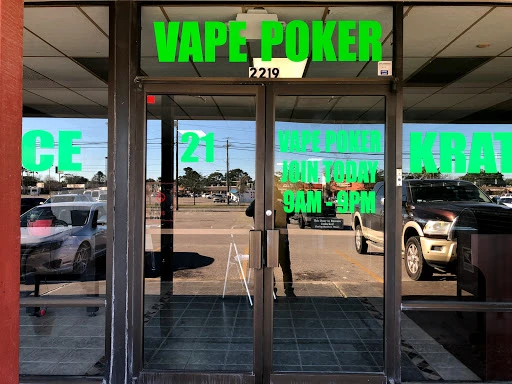 VAPE POKER
2219
CE
21
VAPE POKER
JOIN TODAY
9AM - 9PM
KRAT